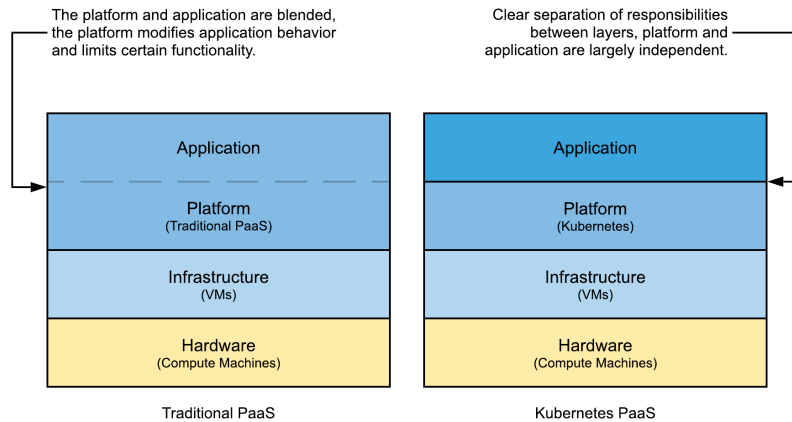 The platform and application are blended,
the platform modifies application behavior
and limits certain functionality.
Clear separation of responsibilities
between layers, platform and
application are largely independent.
Application
Platform
(Traditional PaaS)
Infrastructure
(VMs)
Hardware
(Compute Machines)
Traditional PaaS
Application
Platform
(Kubernetes)
Infrastructure
(VMs)
Hardware
(Compute Machines)
Kubernetes PaaS